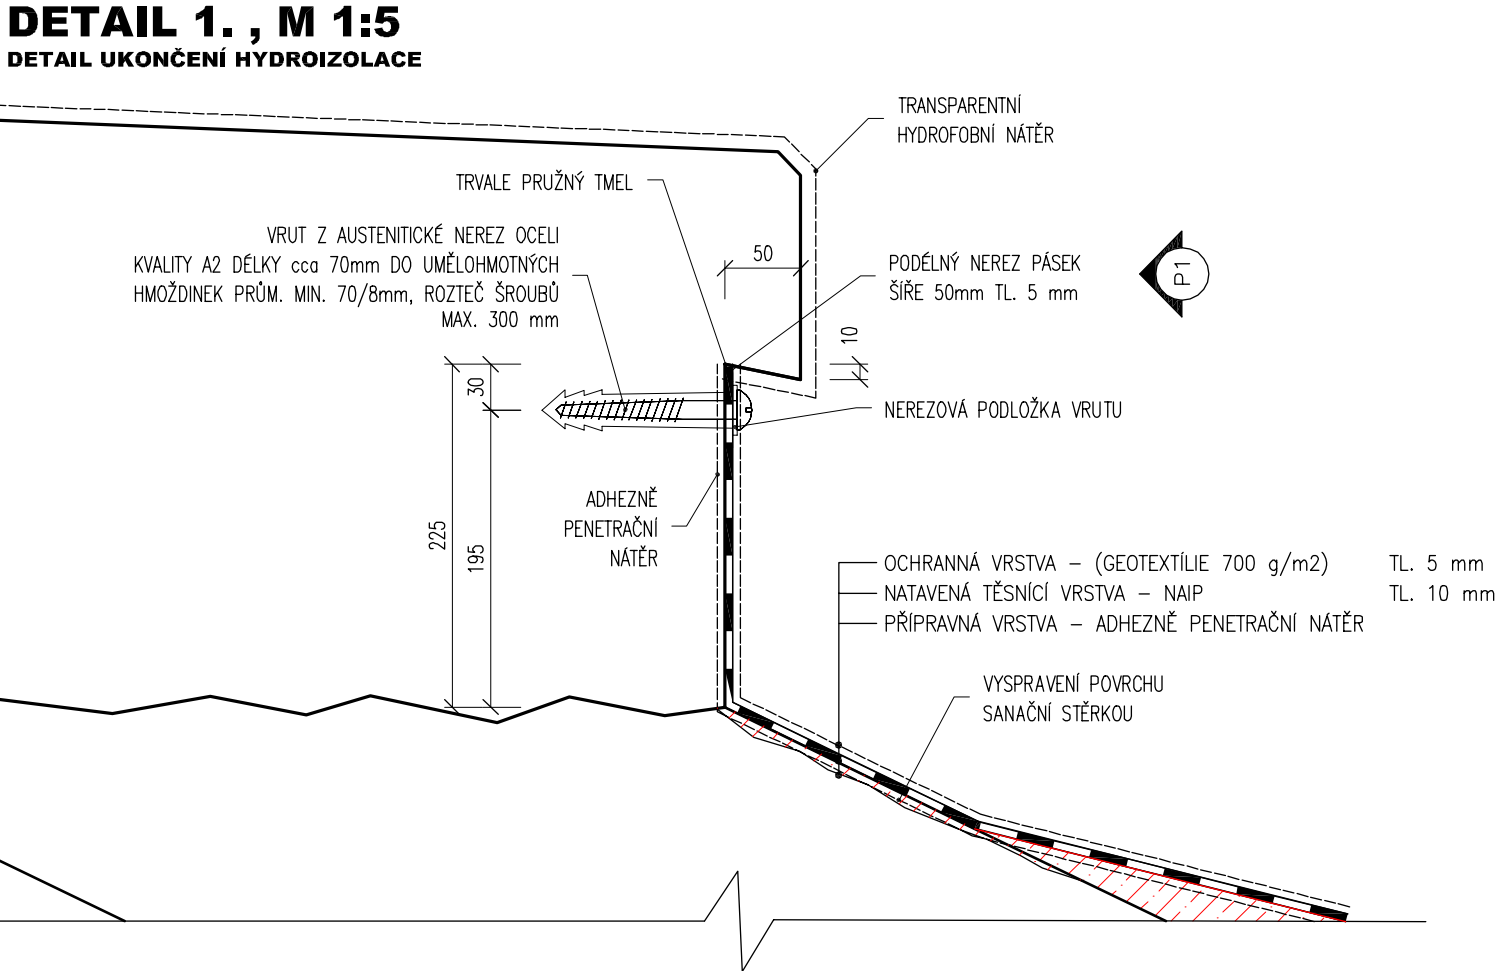 DETAIL 1. , M 1:5
DETAIL UKONČENÍ HYDROIZOLACE
TRANSPARENTNÍ
HYDROFOBNÍ NÁTĚR
TRVALE PRUŽNÝ TMEL
VRUT Z AUSTENITICKÉ NEREZ OCELI
KVALITY A2 DÉLKY cca 70mm DO UMĚLOHMOTNÝCH
HMOŽDINEK PRŮM. MIN. 70/8mm, ROZTEČ ŠROUBŮ
MAX. 300 mm
50
PODÉLNÝ NEREZ PÁSEK
ŠÍŘE 50mm TL. 5 mm
P1
10
30
NEREZOVÁ PODLOŽKA VRUTU
225
195
ADHEZNĚ
PENETRAČNÍ
NÁTĚR
OCHRANNÁ VRSTVA – (GEOTEXTÍLIE 700 g/m2) TL. 5 mm
NATAVENÁ TĚSNÍCÍ VRSTVA – NAIP TL. 10 mm
PŘÍPRAVNÁ VRSTVA – ADHEZNĚ PENETRAČNÍ NÁTĚR
VYSPRAVENÍ POVRCHU
SANAČNÍ STĚRKOU